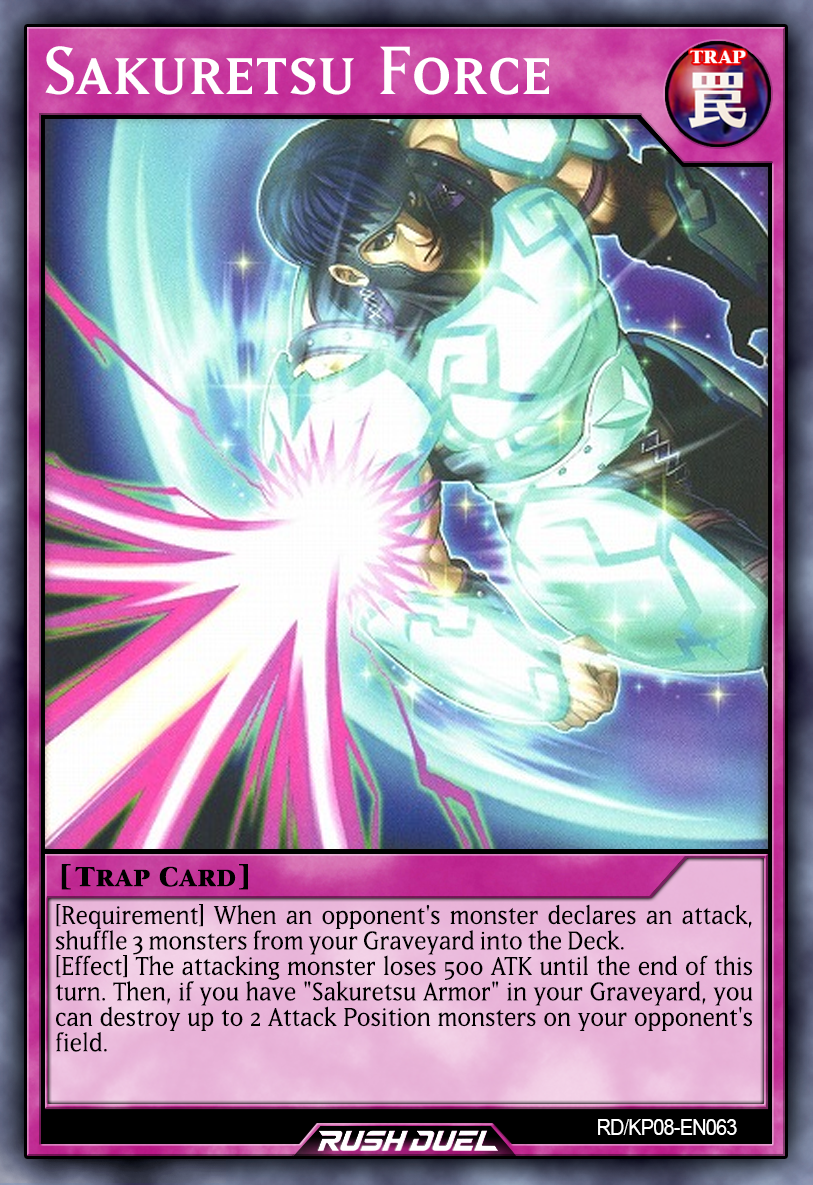 Sakuretsu Force
TRAP
罠
[Trap Card]
[Requirement] When an opponent's monster declares an attack,
shuffle 3 monsters from your Graveyard into the Deck.
[Effect] The attacking monster loses 500 ATK until the end of this
turn. Then, if you have "Sakuretsu Armor" in your Graveyard, you
can destroy up to 2 Attack Position monsters on your opponent's
field.
RD/KP08-EN063
RUSH DUEL